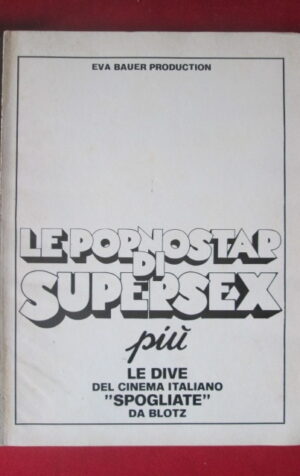 EVA BAUER PRODUCTION
LE PORNOSTAR
DI
SUPERSEX
più
LE DIVE
DEL CINEMA ITALIANO
"SPOGLIATE"
DA BLOTZ